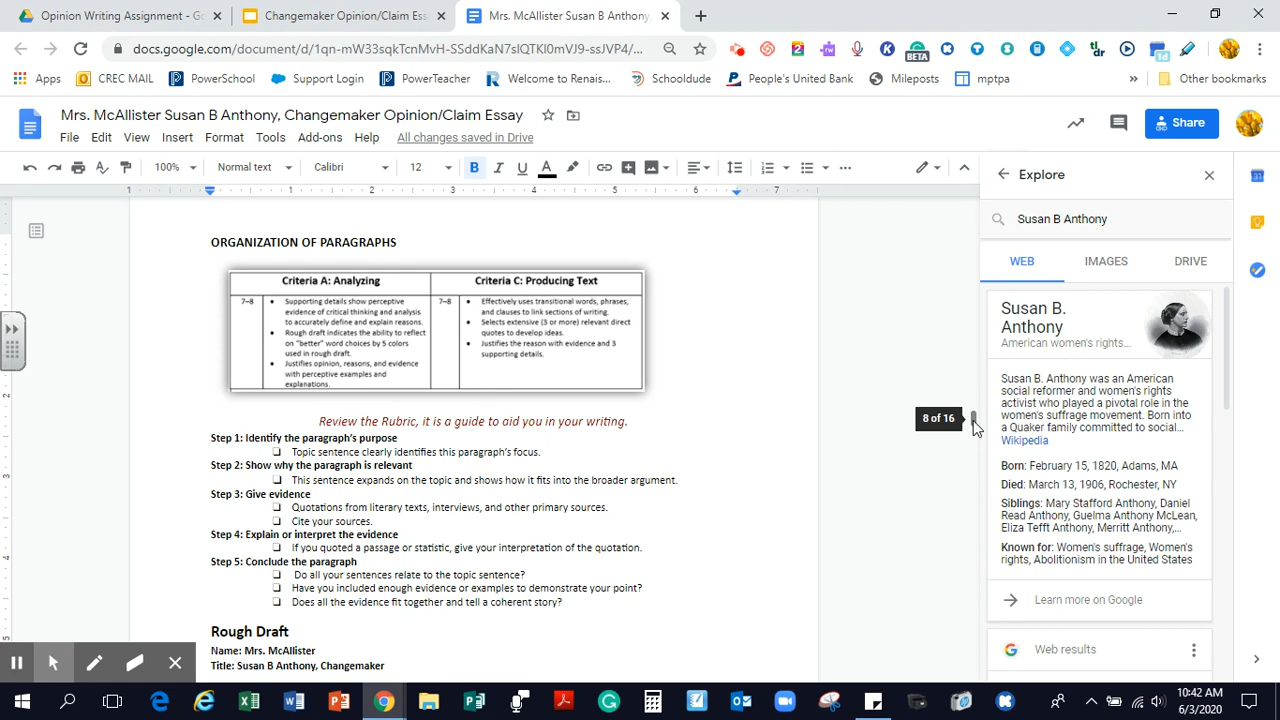 Opinion Writing Assignment - Go
Changemaker Opinion/Claim Ess
Mrs. McAllister Susan B Anthony,
docs.google.com/document/d/1qn-mW33sqkTcnMvH-SSddKaN7slQTKl0mVJ9-ssJVP4/...
BETA
tl;dr
1d
Apps
CREC MAIL
PowerSchool
Support Login
PowerTeacher
Welcome to Renais...
Schooldude
People's United Bank
Mileposts
mptpa
»
Other bookmarks
Mrs. McAllister Susan B Anthony, Changemaker Opinion/Claim Essay
File Edit View Insert Format Tools Add-ons Help All changes saved in Drive
Share
100% Normal text Calibri 12 B I U A
1 1 2 3 4 5 6 7
Explore
Susan B Anthony
WEB IMAGES DRIVE
Susan B.
Anthony
American women's rights...
Susan B. Anthony was an American
social reformer and women's rights
activist who played a pivotal role in the
women's suffrage movement. Born into
a Quaker family committed to social...
Wikipedia
Born: February 15, 1820, Adams, MA
Died: March 13, 1906, Rochester, NY
Siblings: Mary Stafford Anthony, Daniel
Read Anthony, Guelma Anthony McLean,
Eliza Tefft Anthony, Merritt Anthony,...
Known for: Women's suffrage, Women's
rights, Abolitionism in the United States
Learn more on Google
Web results
8 of 16
ORGANIZATION OF PARAGRAPHS
Criteria A: Analyzing
7–8
Supporting details show perceptive
evidence of critical thinking and analysis
to accurately define and explain reasons.
Rough draft indicates the ability to reflect
on "better" word choices by 5 colors
used in rough draft.
Justifies opinion, reasons, and evidence
with perceptive examples and
explanations.
Criteria C: Producing Text
7–8
Effectively uses transitional words, phrases,
and clauses to link sections of writing.
Selects extensive (3 or more) relevant direct
quotes to develop ideas.
Justifies the reason with evidence and 3
supporting details.
Review the Rubric, it is a guide to aid you in your writing.
Step 1: Identify the paragraph's purpose
Topic sentence clearly identifies this paragraph's focus.
Step 2: Show why the paragraph is relevant
This sentence expands on the topic and shows how it fits into the broader argument.
Step 3: Give evidence
Quotations from literary texts, interviews, and other primary sources.
Cite your sources.
Step 4: Explain or interpret the evidence
If you quoted a passage or statistic, give your interpretation of the quotation.
Step 5: Conclude the paragraph
Do all your sentences relate to the topic sentence?
Have you included enough evidence or examples to demonstrate your point?
Does all the evidence fit together and tell a coherent story?
Rough Draft
Name: Mrs. McAllister
Title: Susan B Anthony, Changemaker
10:42 AM
6/3/2020